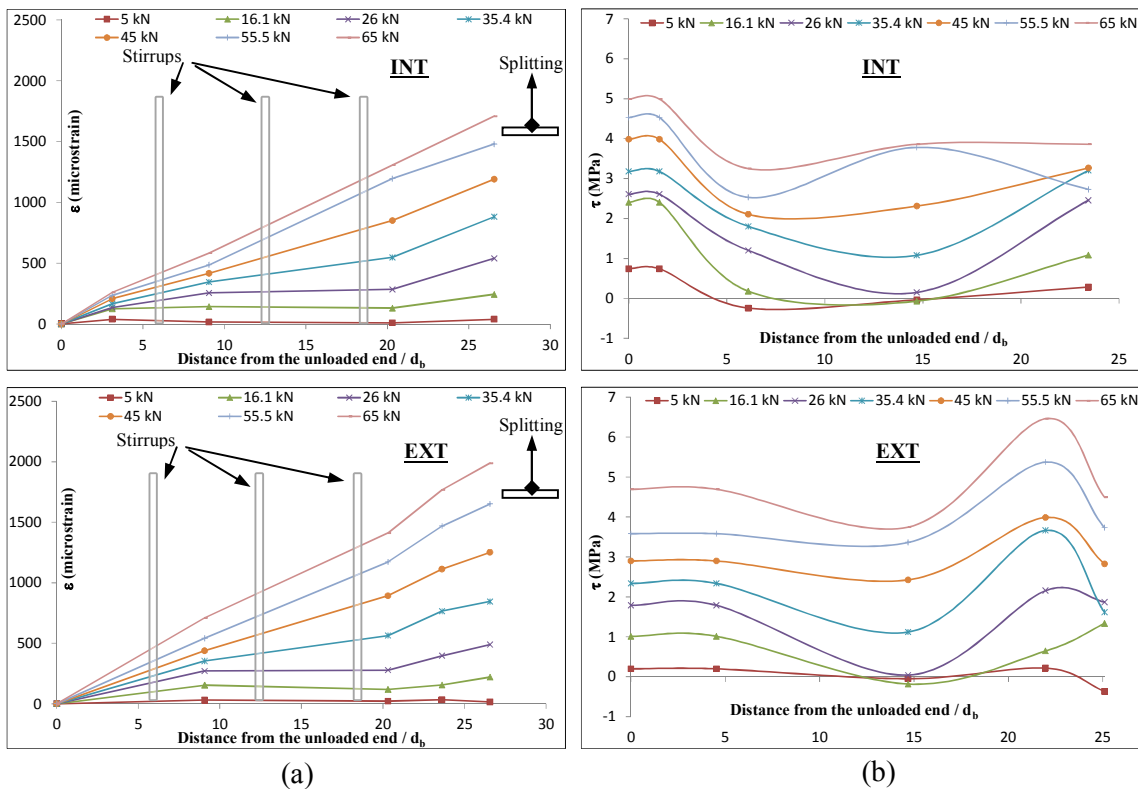 5 kN 16.1 kN 26 kN 35.4 kN
45 kN 55.5 kN 65 kN
Stirrups
INT
Splitting
ε (microstrain)
2500
2000
1500
1000
500
0
0 5 10 15 20 25 30
Distance from the unloaded end / db
5 kN 16.1 kN 26 kN 35.4 kN 45 kN 55.5 kN 65 kN
INT
τ (MPa)
7
6
5
4
3
2
1
0
-1
Distance from the unloaded end / db
0 5 10 15 20 25
5 kN 16.1 kN 26 kN 35.4 kN
45 kN 55.5 kN 65 kN
Stirrups
EXT
Splitting
ε (microstrain)
2500
2000
1500
1000
500
0
0 5 10 15 20 25 30
Distance from the unloaded end / db
5 kN 16.1 kN 26 kN 35.4 kN 45 kN 55.5 kN 65 kN
EXT
τ (MPa)
7
6
5
4
3
2
1
0
-1
Distance from the unloaded end / db
0 5 10 15 20 25
(a)
(b)